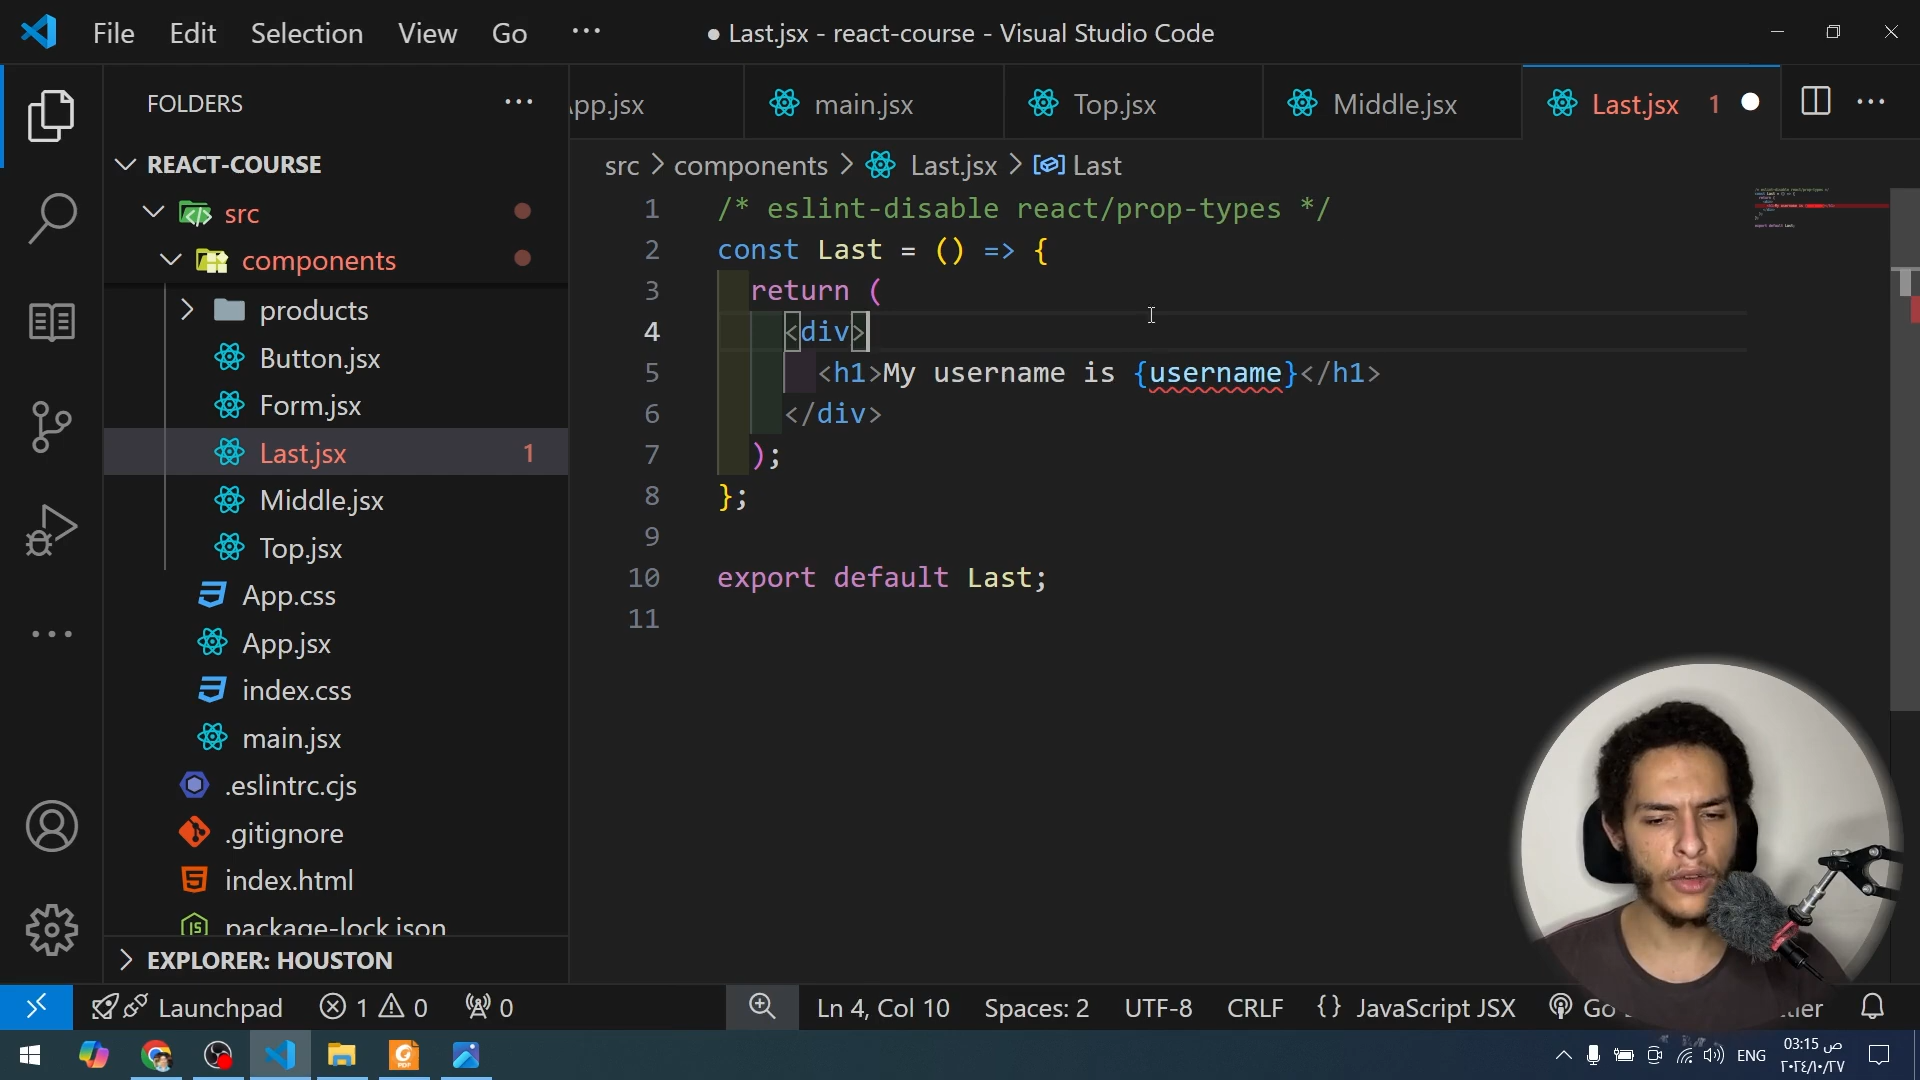 File Edit Selection View Go ···
● Last.jsx - react-course - Visual Studio Code
FOLDERS ···
REACT-COURSE
src
components
products
Button.jsx
Form.jsx
Last.jsx 1
Middle.jsx
Top.jsx
App.css
App.jsx
index.css
main.jsx
.eslintrc.cjs
.gitignore
index.html
package-lock.json
EXPLORER: HOUSTON
App.jsx main.jsx Top.jsx Middle.jsx Last.jsx 1
src > components > Last.jsx > Last
1 /* eslint-disable react/prop-types */
2 const Last = () => {
3 return (
4 <div>
5 <h1>My username is {username}</h1>
6 </div>
7 );
8 };
9
10 export default Last;
11
Launchpad 1 0 0
Ln 4, Col 10 Spaces: 2 UTF-8 CRLF {} JavaScript JSX Go
ENG
03:15 ص
٢٠٢٤/١٠/٢٧